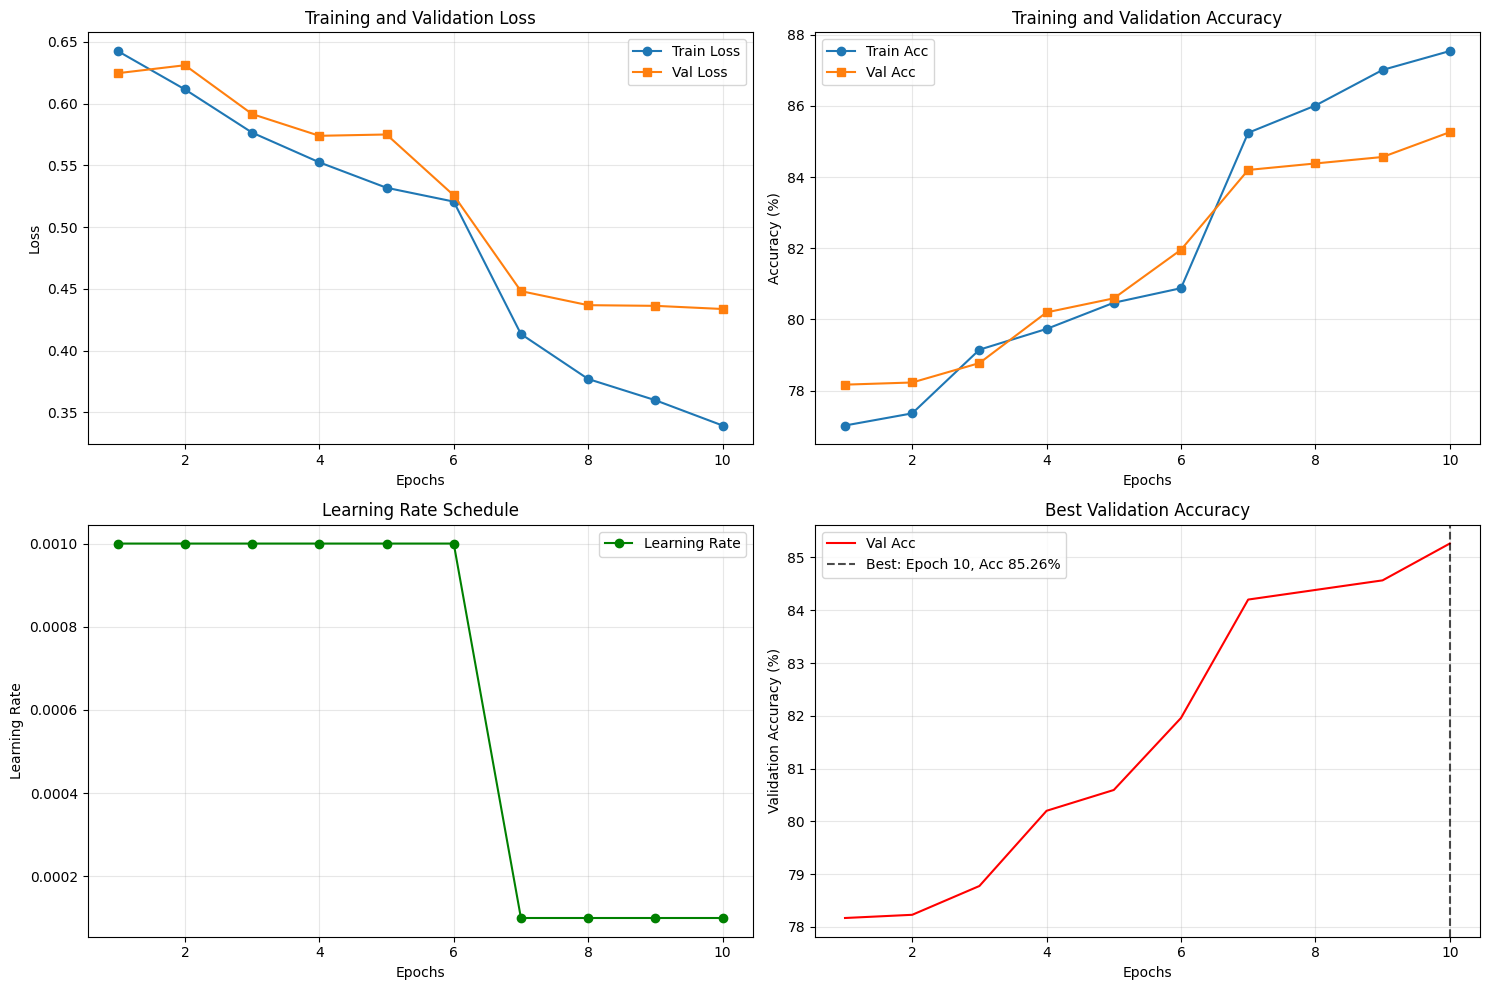 Training and Validation Loss
0.65
0.60
0.55
0.50
0.45
0.40
0.35
Loss
Train Loss
Val Loss
2 4 6 8 10
Epochs
Training and Validation Accuracy
88
86
84
82
80
78
Accuracy (%)
Train Acc
Val Acc
2 4 6 8 10
Epochs
Learning Rate Schedule
0.0010
0.0008
0.0006
0.0004
0.0002
Learning Rate
Learning Rate
2 4 6 8 10
Epochs
Best Validation Accuracy
85
84
83
82
81
80
79
78
Validation Accuracy (%)
Val Acc
Best: Epoch 10, Acc 85.26%
2 4 6 8 10
Epochs